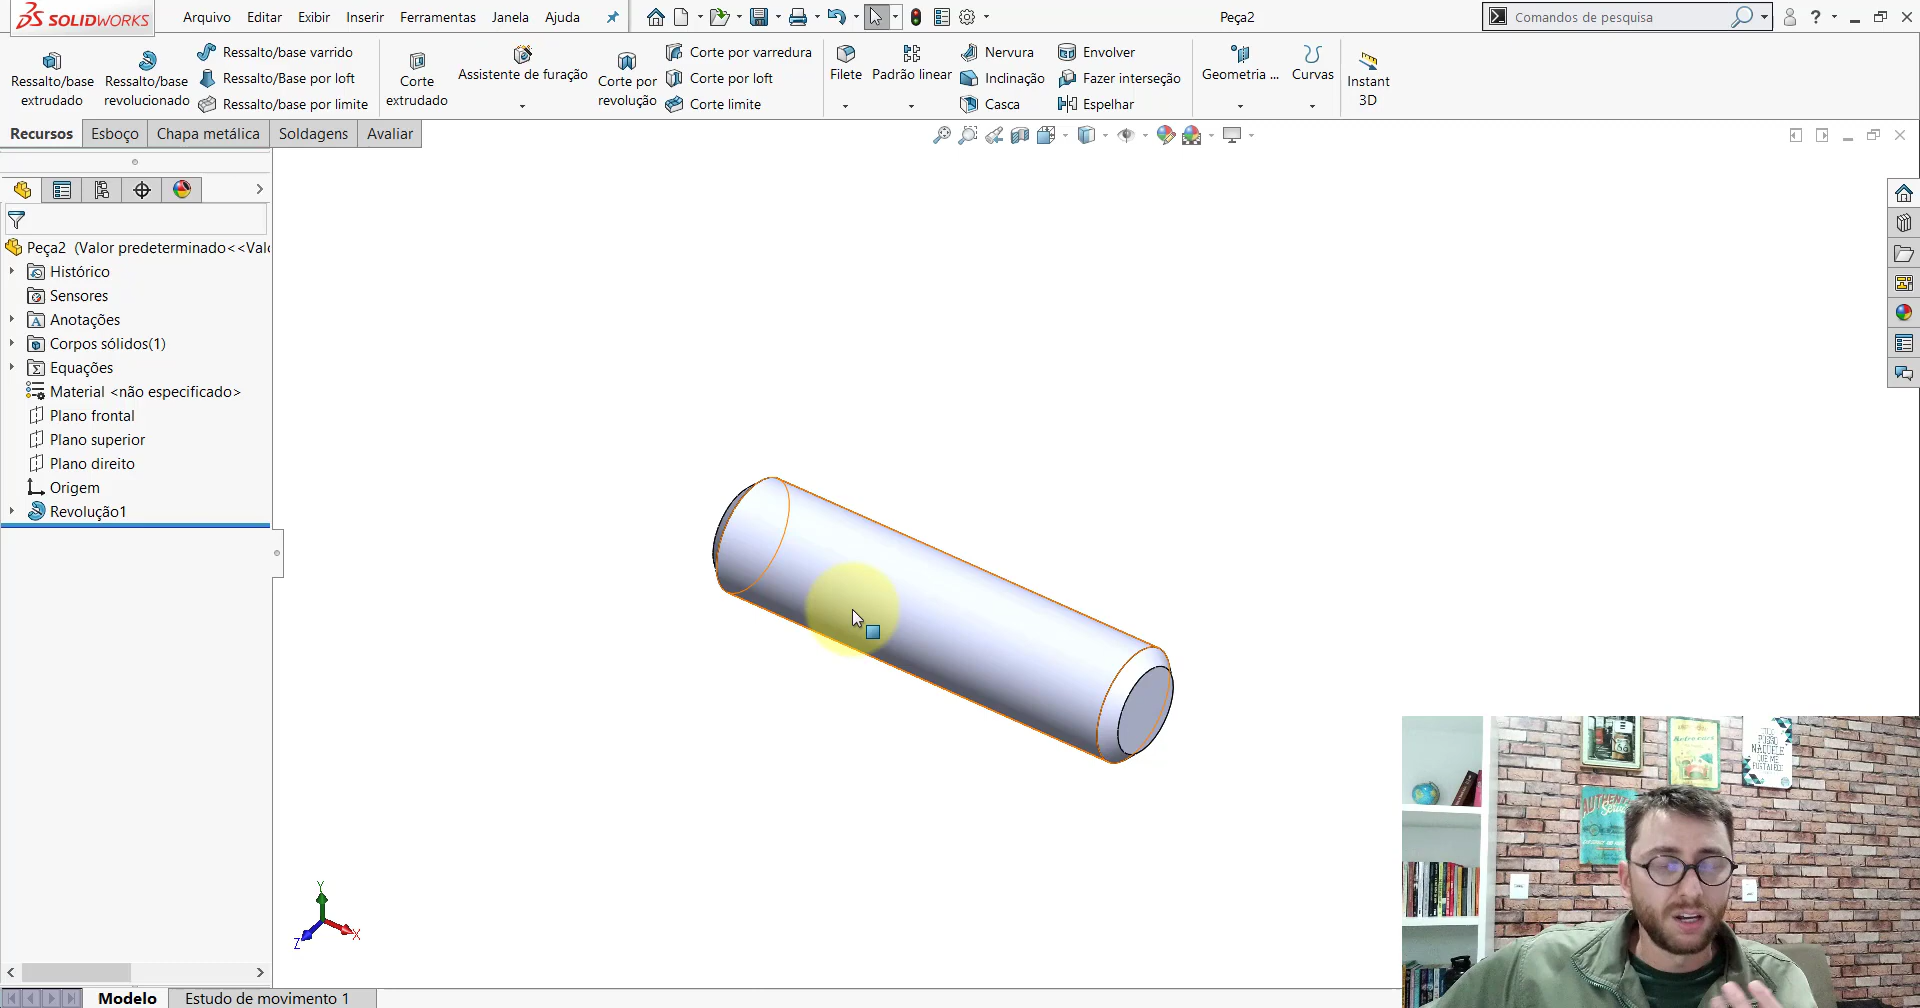 SOLIDWORKS
Arquivo Editar Exibir Inserir Ferramentas Janela Ajuda
Peça2
Comandos de pesquisa
Ressalto/base extrudado
Ressalto/base revolucionado
Ressalto/base varrido
Ressalto/Base por loft
Ressalto/base por limite
Corte extrudado
Assistente de furação
Corte por revolução
Corte por varredura
Corte por loft
Corte limite
Filete
Padrão linear
Nervura
Inclinação
Casca
Envolver
Fazer interseção
Espelhar
Geometria ...
Curvas
Instant 3D
Recursos Esboço Chapa metálica Soldagens Avaliar
Peça2 (Valor predeterminado<<Valo
Histórico
Sensores
Anotações
Corpos sólidos(1)
Equações
Material <não especificado>
Plano frontal
Plano superior
Plano direito
Origem
Revolução1
Y
X
Z
Modelo
Estudo de movimento 1